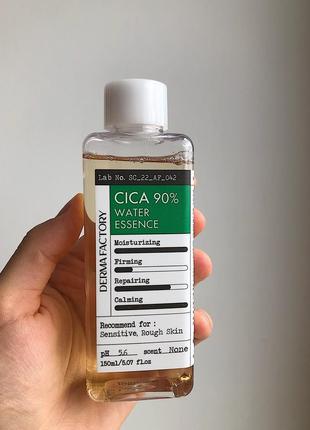 Lab No. SC_22_AP_042
CICA 90%
WATER
ESSENCE
Moisturizing
Firming
Repairing
Calming
Recommend for :
Sensitive, Rough Skin
pH 5.6 scent None
150ml/5.07 fl.oz
DERMA FACTORY